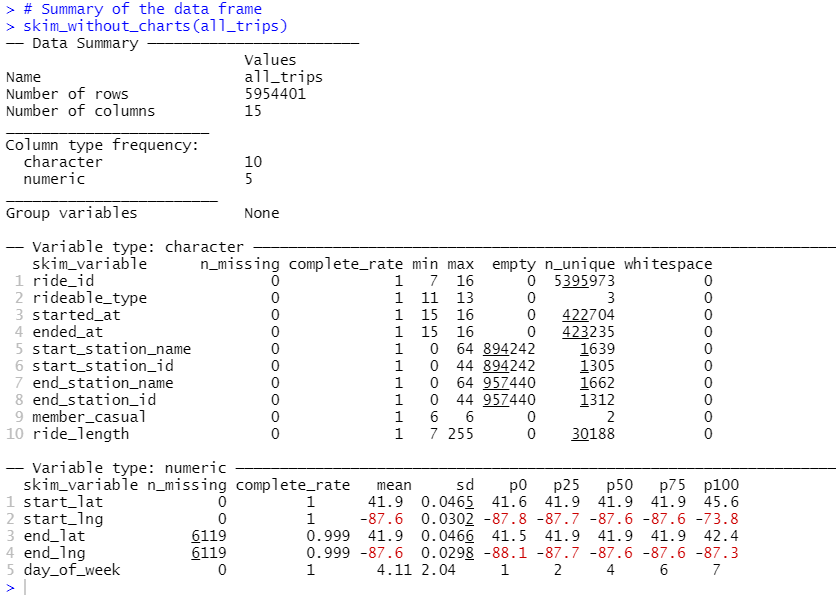 > # Summary of the data frame
> skim_without_charts(all_trips)
── Data Summary ────────────────────────
                           Values
Name                       all_trips
Number of rows             5954401
Number of columns          15
_______________________
Column type frequency:
  character                10
  numeric                  5
________________________
Group variables            None
── Variable type: character ────────────────────────────────────────
   skim_variable      n_missing complete_rate min max  empty n_unique whitespace
 1 ride_id                    0             1   7  16      0  5395973          0
 2 rideable_type              0             1  11  13      0        3          0
 3 started_at                 0             1  15  16      0   422704          0
 4 ended_at                   0             1  15  16      0   423235          0
 5 start_station_name         0             1   0  64 894242     1639          0
 6 start_station_id           0             1   0  44 894242     1305          0
 7 end_station_name           0             1   0  64 957440     1662          0
 8 end_station_id             0             1   0  44 957440     1312          0
 9 member_casual              0             1   6   6      0        2          0
10 ride_length                0             1   7 255      0    30188          0
── Variable type: numeric ────────────────────────────────────────
  skim_variable n_missing complete_rate   mean     sd    p0   p25   p50   p75  p100
1 start_lat             0         1      41.9  0.0465  41.6  41.9  41.9  41.9  45.6
2 start_lng             0         1     -87.6  0.0302 -87.8 -87.7 -87.6 -87.6 -73.8
3 end_lat            6119         0.999  41.9  0.0466  41.5  41.9  41.9  41.9  42.4
4 end_lng            6119         0.999 -87.6  0.0298 -88.1 -87.7 -87.6 -87.6 -87.3
5 day_of_week           0         1       4.11 2.04     1     2     4     6     7
>